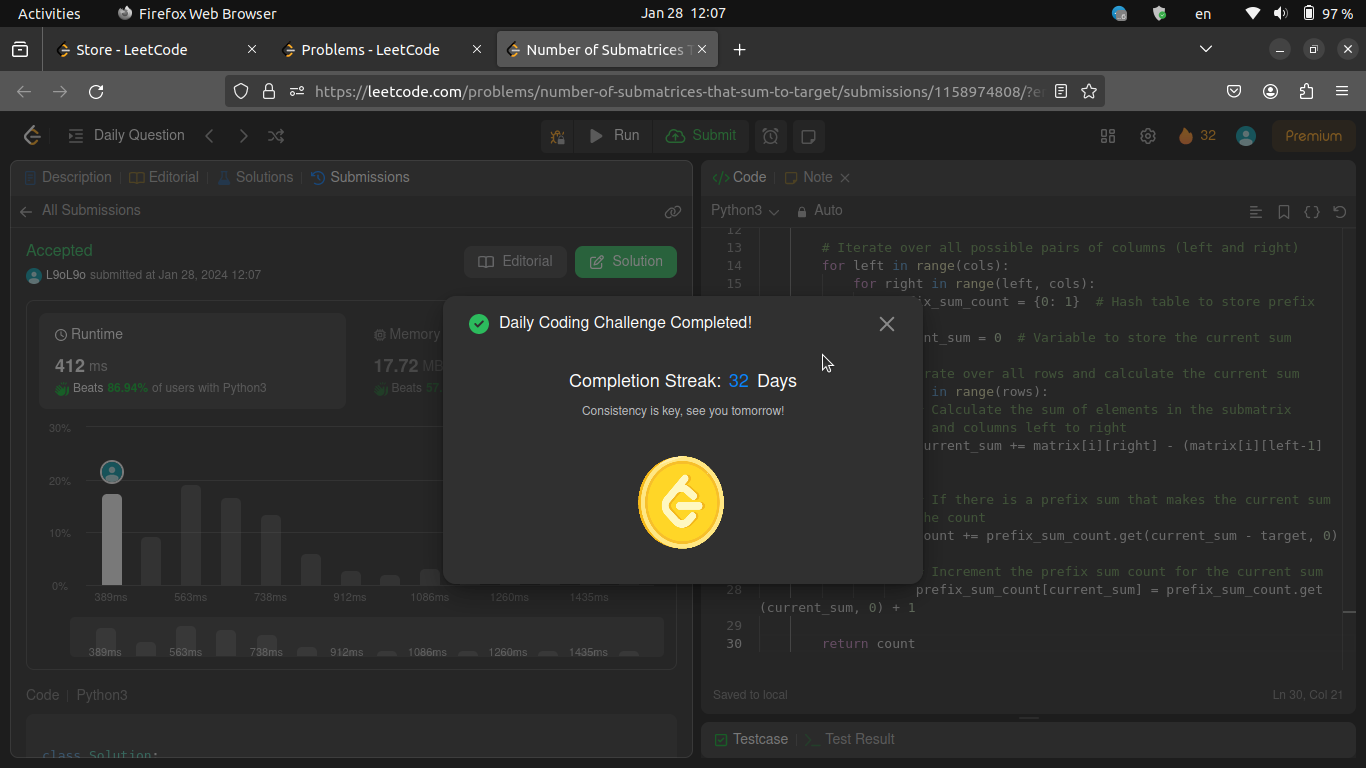 Activities
Firefox Web Browser
Jan 28 12:07
en
97 %
Store - LeetCode
Problems - LeetCode
Number of Submatrices
https://leetcode.com/problems/number-of-submatrices-that-sum-to-target/submissions/1158974808/?e
Daily Question
Run
Submit
32
Premium
Description
Editorial
Solutions
Submissions
All Submissions
Accepted
L9oL9o submitted at Jan 28, 2024 12:07
Editorial
Solution
Runtime
412 ms
Beats 86.94% of users with Python3
Memory
17.72 MB
Beats 57.
30%
20%
10%
0%
389ms 563ms 738ms 912ms 1086ms 1260ms 1435ms
389ms 563ms 738ms 912ms 1086ms 1260ms 1435ms
Code | Python3
class Solution:
Daily Coding Challenge Completed!
Completion Streak: 32 Days
Consistency is key, see you tomorrow!
</> Code
Note
Python3
Auto
12
13 # Iterate over all possible pairs of columns (left and right)
14 for left in range(cols):
15 for right in range(left, cols):
ix_sum_count = {0: 1} # Hash table to store prefix
nt_sum = 0 # Variable to store the current sum
rate over all rows and calculate the current sum
in range(rows):
Calculate the sum of elements in the submatrix
and columns left to right
urrent_sum += matrix[i][right] - (matrix[i][left-1]
If there is a prefix sum that makes the current sum
he count
ount += prefix_sum_count.get(current_sum - target, 0)
Increment the prefix sum count for the current sum
28 prefix_sum_count[current_sum] = prefix_sum_count.get
(current_sum, 0) + 1
29
30 return count
Saved to local
Ln 30, Col 21
Testcase
Test Result